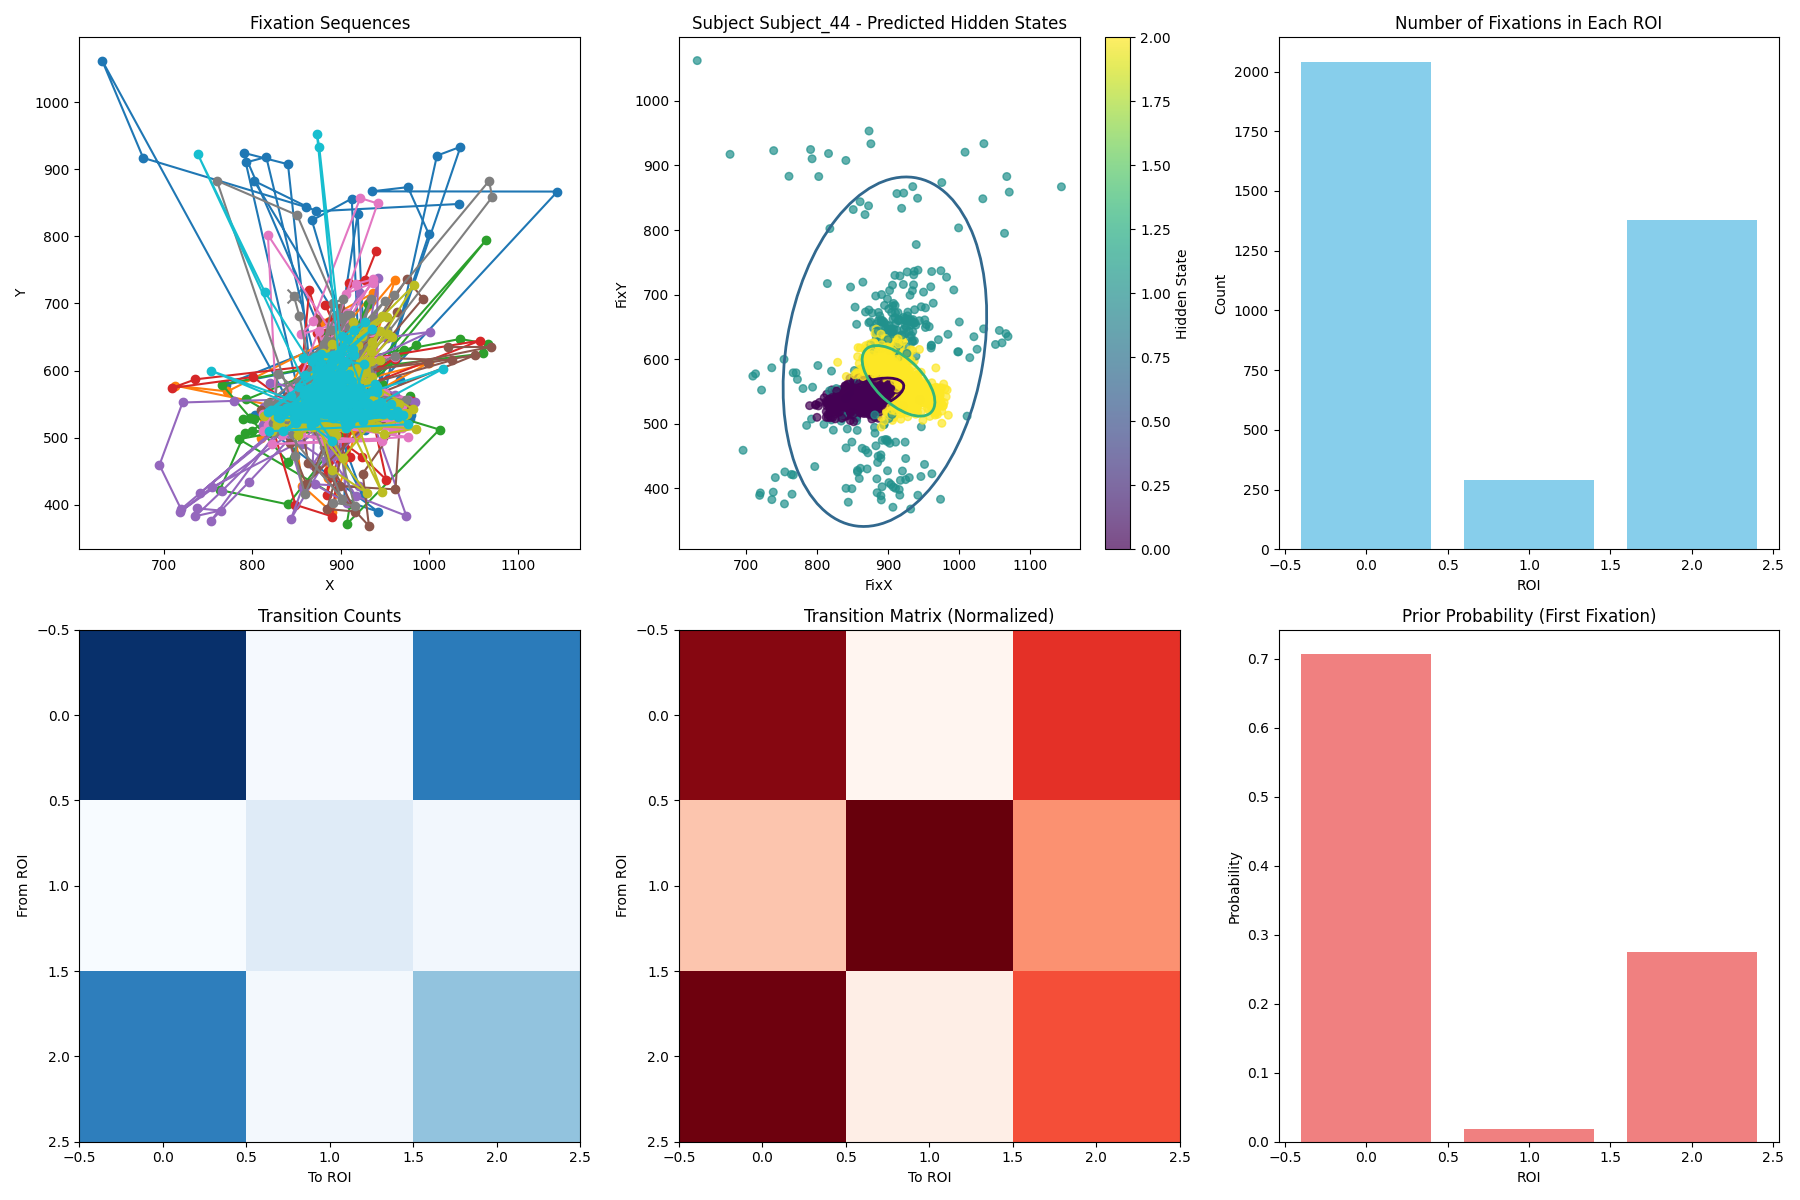 Fixation Sequences
1000
900
800
700
600
500
400
Y
700 800 900 1000 1100
X
Subject Subject_44 - Predicted Hidden States
1000
900
800
700
600
500
400
FixY
700 800 900 1000 1100
FixX
2.00
1.75
1.50
1.25
1.00
0.75
0.50
0.25
0.00
Hidden State
Number of Fixations in Each ROI
2000
1750
1500
1250
1000
750
500
250
0
Count
−0.5 0.0 0.5 1.0 1.5 2.0 2.5
ROI
Transition Counts
−0.5
0.0
0.5
1.0
1.5
2.0
2.5
From ROI
−0.5 0.0 0.5 1.0 1.5 2.0 2.5
To ROI
Transition Matrix (Normalized)
−0.5
0.0
0.5
1.0
1.5
2.0
2.5
From ROI
−0.5 0.0 0.5 1.0 1.5 2.0 2.5
To ROI
Prior Probability (First Fixation)
0.7
0.6
0.5
0.4
0.3
0.2
0.1
0.0
Probability
−0.5 0.0 0.5 1.0 1.5 2.0 2.5
ROI